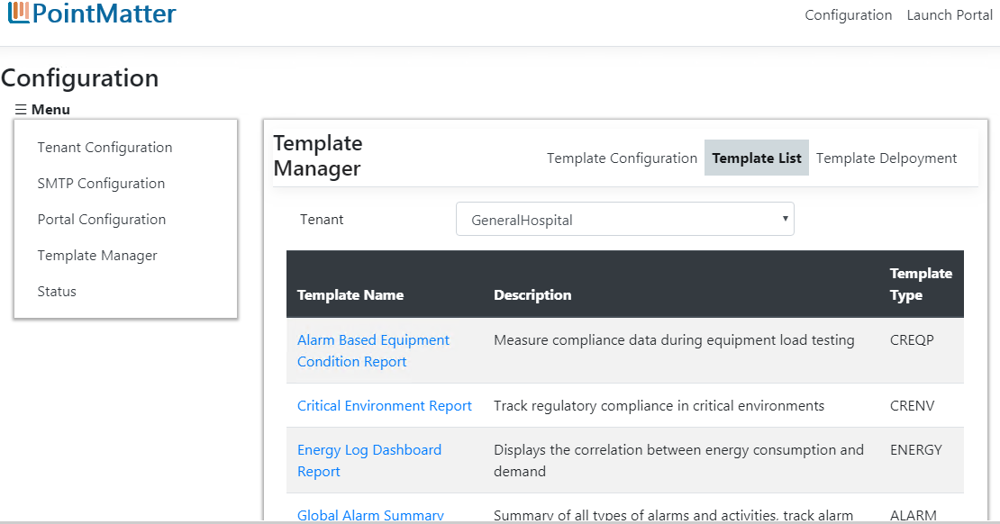 PointMatter
Configuration Launch Portal
Configuration
☰ Menu
Tenant Configuration
SMTP Configuration
Portal Configuration
Template Manager
Status
Template
Manager
Template Configuration Template List Template Delpoyment
Tenant GeneralHospital
Template Name Description Template
Type
Alarm Based Equipment Measure compliance data during equipment load testing CREQP
Condition Report
Critical Environment Report Track regulatory compliance in critical environments CRENV
Energy Log Dashboard Displays the correlation between energy consumption and ENERGY
Report demand
Global Alarm Summary Summary of all types of alarms and activities, track alarm ALARM